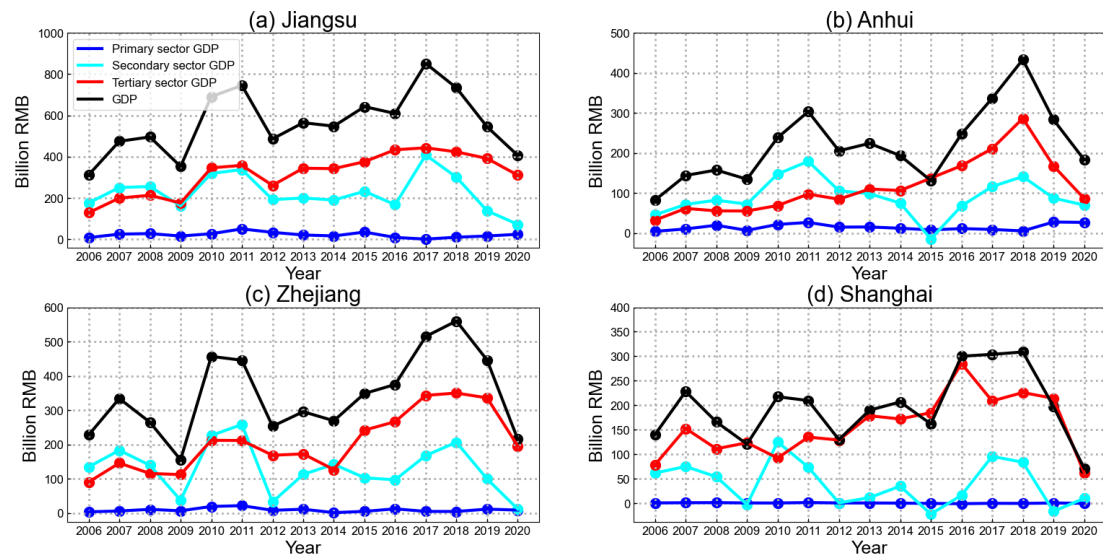 (a) Jiangsu
1000
800
600
400
200
0
Billion RMB
Primary sector GDP
Secondary sector GDP
Tertiary sector GDP
GDP
2006 2007 2008 2009 2010 2011 2012 2013 2014 2015 2016 2017 2018 2019 2020
Year
(b) Anhui
500
400
300
200
100
0
Billion RMB
2006 2007 2008 2009 2010 2011 2012 2013 2014 2015 2016 2017 2018 2019 2020
Year
(c) Zhejiang
600
500
400
300
200
100
0
Billion RMB
2006 2007 2008 2009 2010 2011 2012 2013 2014 2015 2016 2017 2018 2019 2020
Year
(d) Shanghai
400
350
300
250
200
150
100
50
0
Billion RMB
2006 2007 2008 2009 2010 2011 2012 2013 2014 2015 2016 2017 2018 2019 2020
Year